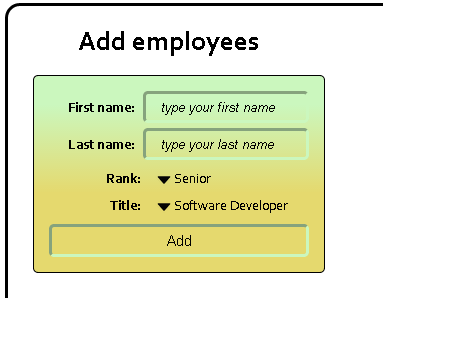 Add employees
First name: type your first name
Last name: type your last name
Rank: Senior
Title: Software Developer
Add